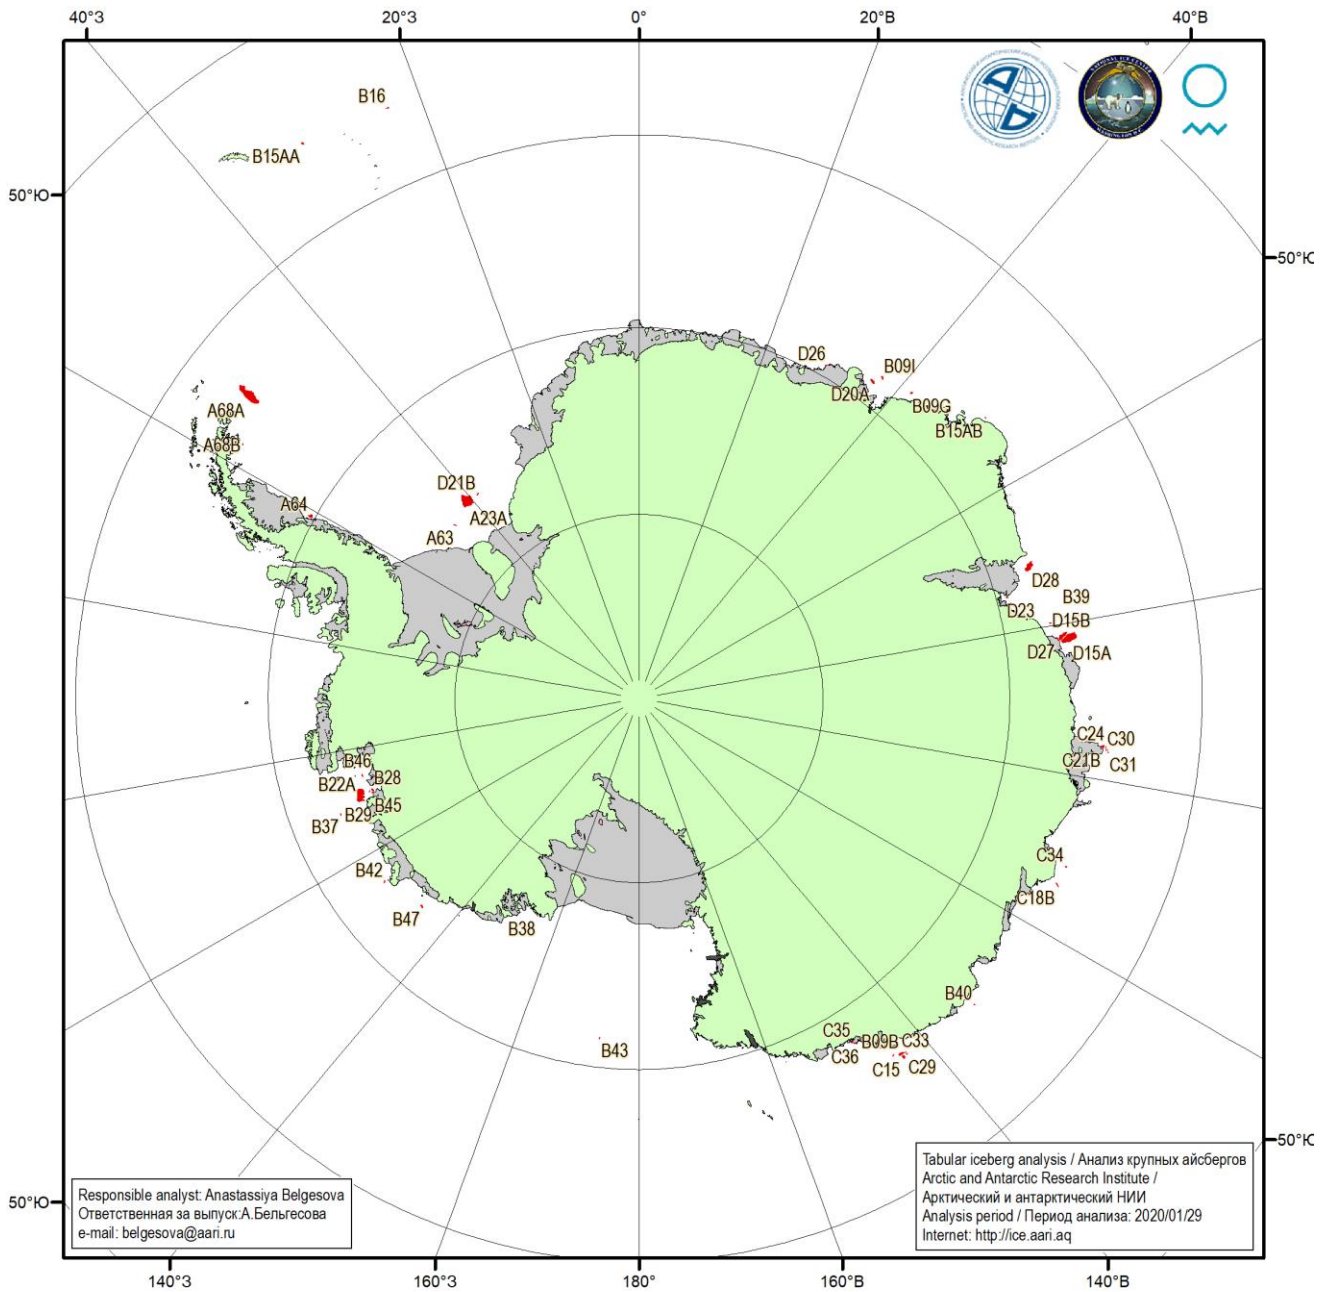 40°З 20°З 0° 20°В 40°В
B16
B15AA
50°Ю
50°Ю
NATIONAL ICE CENTER
WASHINGTON D.C.
D26
B09I
D20A
B09G
B15AB
A68A
A68B
D21B
A64
A23A
A63
D28
B39
D23
D15B
D27
D15A
C24
C30
C21B
C31
B46
B22A
B28
B29
B45
B37
C34
B42
C18B
B47
B38
B40
C35
B09B
C33
B43
C36
C15
C29
50°Ю
50°Ю
Responsible analyst: Anastassiya Belgesova
Ответственная за выпуск:А.Бельгесова
e-mail: belgesova@aari.ru
Tabular iceberg analysis / Анализ крупных айсбергов
Arctic and Antarctic Research Institute /
Арктический и антарктический НИИ
Analysis period / Период анализа: 2020/01/29
Internet: http://ice.aari.aq
140°З 160°З 180° 160°В 140°В